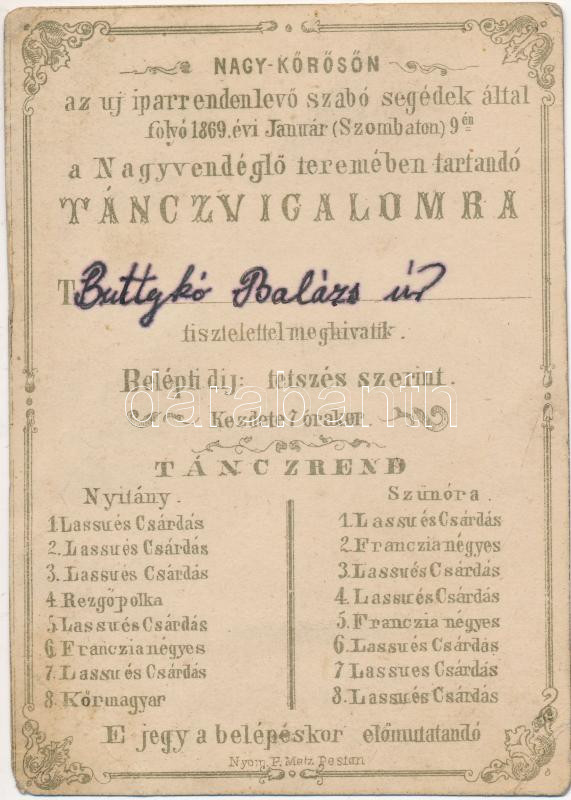 NAGY-KŐRÖSÖN
az uj iparrendenlevő szabó segédek által
folyó 1869. évi Január (Szombaton) 9én
a Nagyvendéglő teremében tartandó
TÁNCZVIGALOMRA
T. Buttykó Balázs úr
tisztelettel meghivatik.
Belépti dij: tetszés szerint.
Kezdete 7 órakor.
darabanth
TÁNCZREND
Nyitány.
1. Lassu és Csárdás
2. Lassu és Csárdás
3. Lassu és Csárdás
4. Rezgőpolka
5. Lassu és Csárdás
6. Franczia négyes
7. Lassu és Csárdás
8. Körmagyar
Szünóra.
1. Lassu és Csárdás
2. Franczia négyes
3. Lassu és Csárdás
4. Lassu és Csárdás
5. Franczia négyes
6. Lassu és Csárdás
7 Lassu es Csárdás
8. Lassu és Csárdás
E jegy a belépéskor előmutatandó
Nyom. F. Metz Pesten